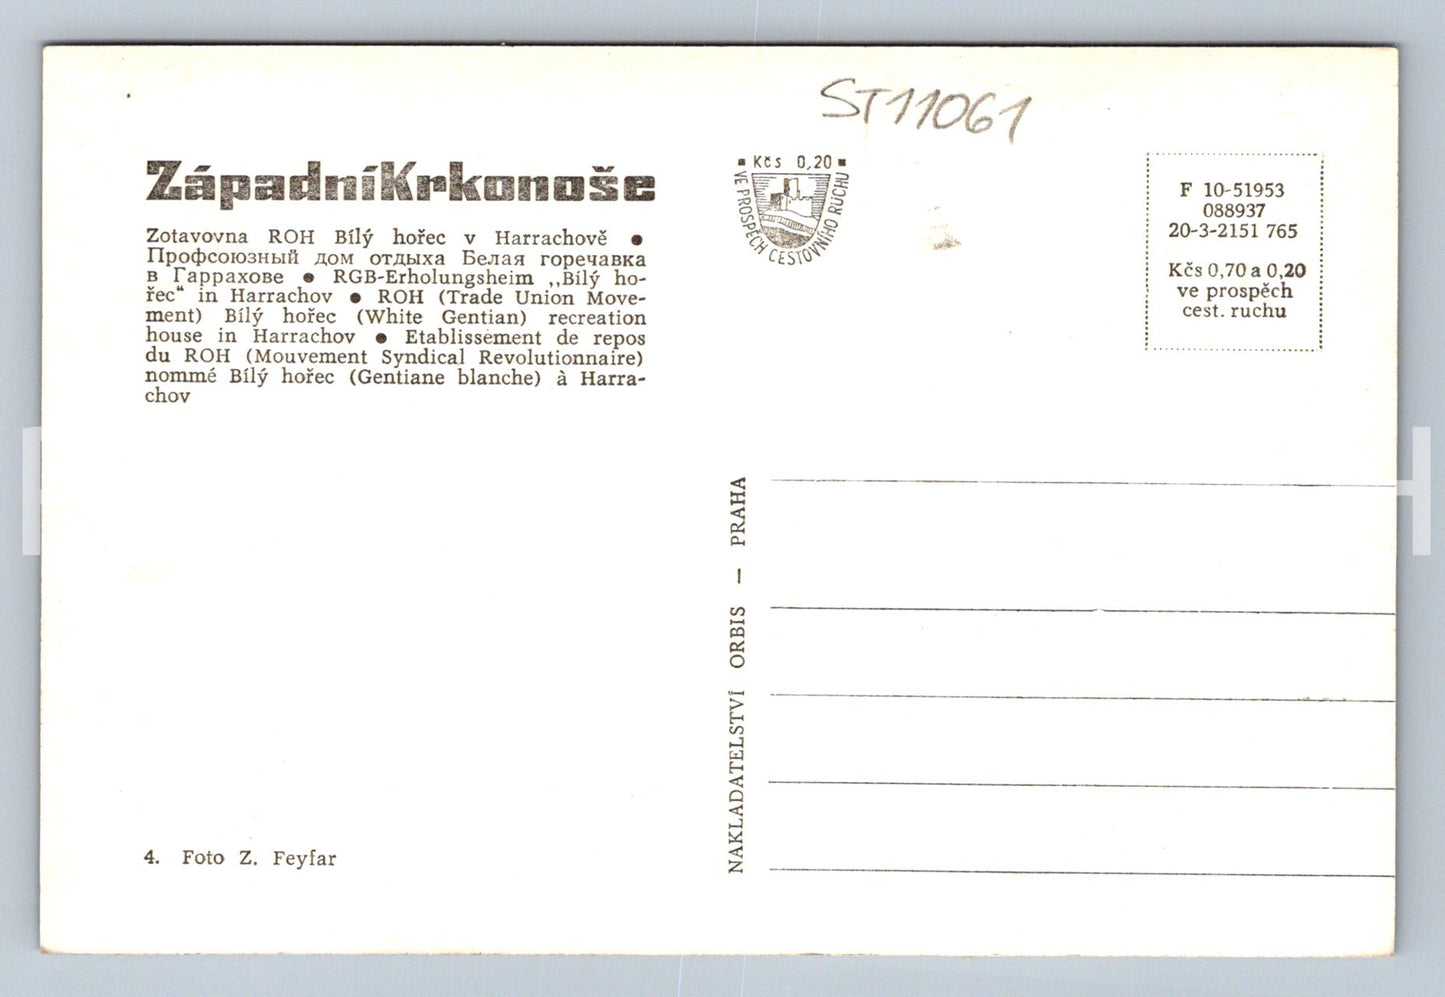 ST11061
ZápadníKrkonoše
Zotavovna ROH Bílý hořec v Harrachově ●
Профсоюзный дом отдыха Белая горечавка
в Гаррахове ● RGB-Erholungsheim ,,Bílý ho-
řec“ in Harrachov ● ROH (Trade Union Move-
ment) Bílý hořec (White Gentian) recreation
house in Harrachov ● Etablissement de repos
du ROH (Mouvement Syndical Revolutionnaire)
nommé Bílý hořec (Gentiane blanche) à Harra-
chov
4. Foto Z. Feyfar
NAKLADATELSTVÍ ORBIS — PRAHA
▪ Kčs 0,20 ▪
VE PROSPĚCH CESTOVNÍHO RUCHU
F 10-51953
088937
20-3-2151 765
Kčs 0,70 a 0,20
ve prospěch
cest. ruchu